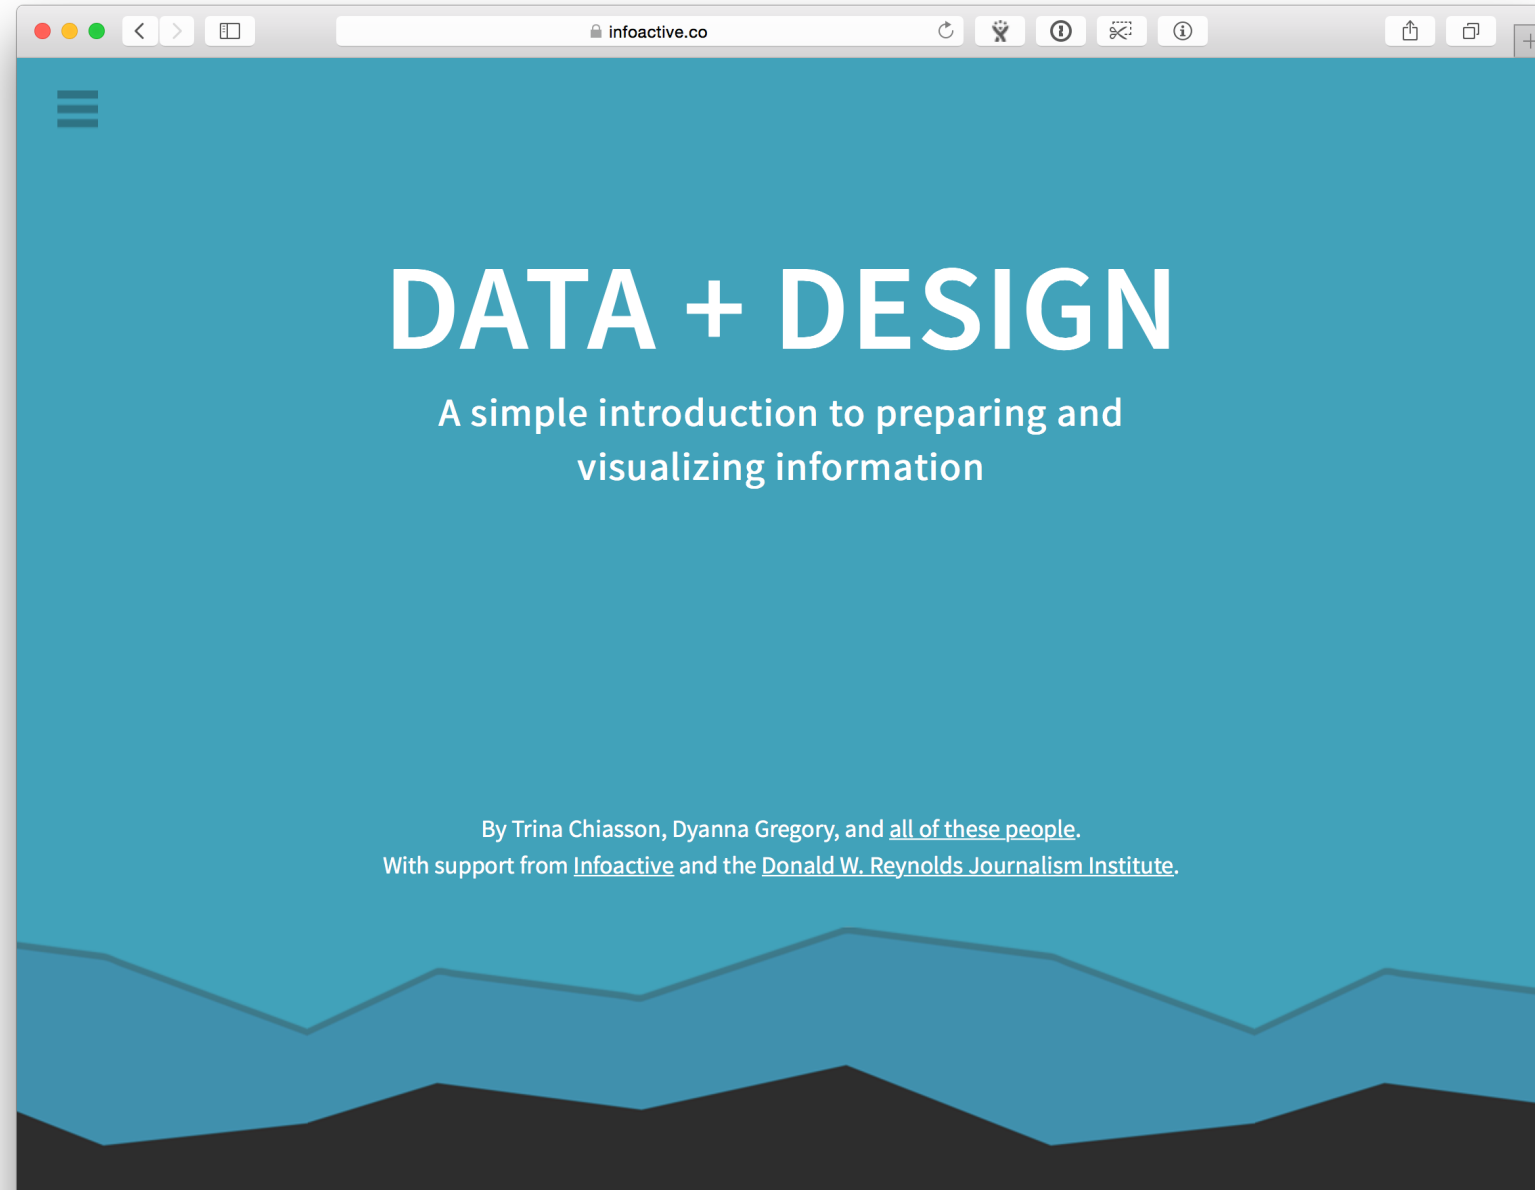 infoactive.co
DATA + DESIGN
A simple introduction to preparing and
visualizing information
By Trina Chiasson, Dyanna Gregory, and all of these people.
With support from Infoactive and the Donald W. Reynolds Journalism Institute.